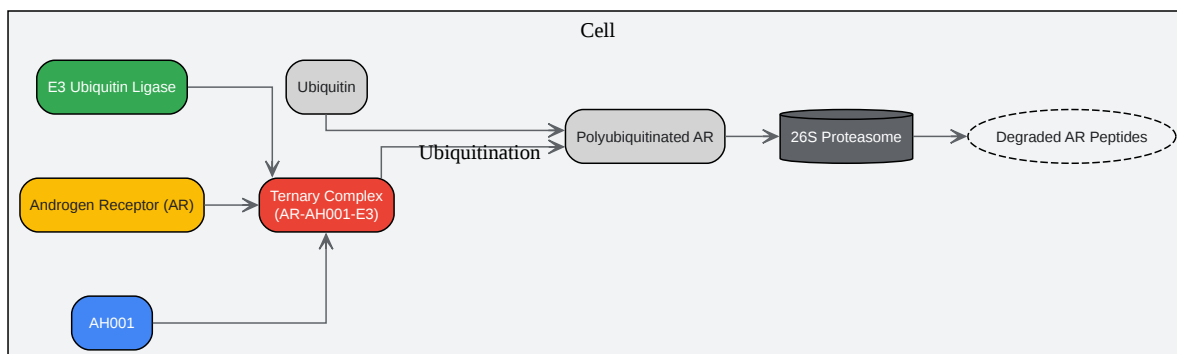 Cell
E3 Ubiquitin Ligase
Ubiquitin
Polyubiquitinated AR
26S Proteasome
Degraded AR Peptides
Ubiquitination
Androgen Receptor (AR)
Ternary Complex
(AR-AH001-E3)
AH001